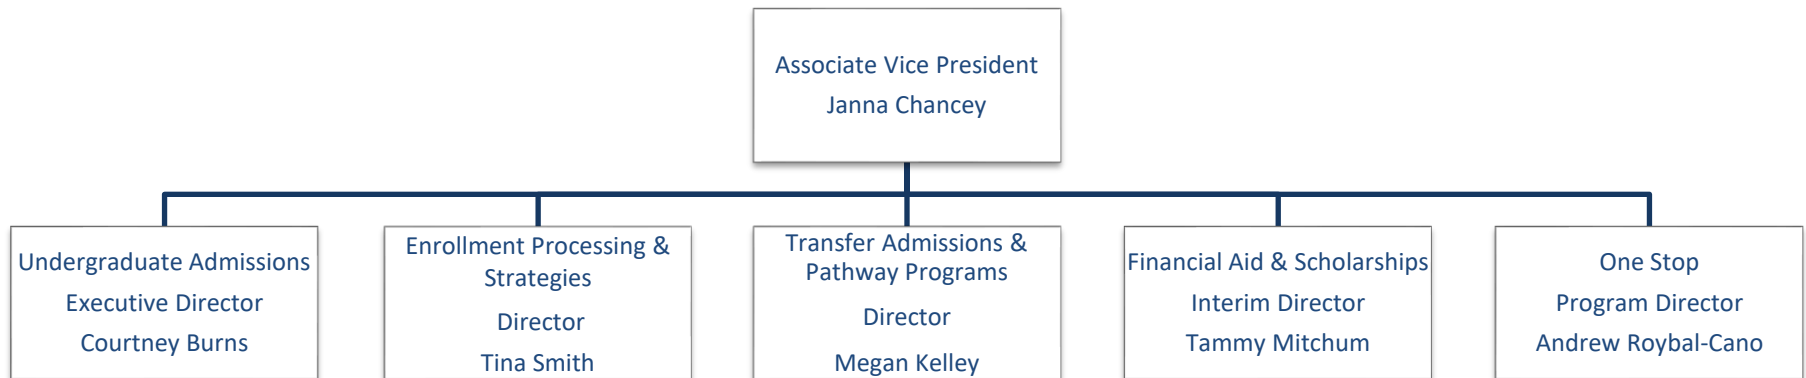 Associate Vice President
Janna Chancey
Undergraduate Admissions
Executive Director
Courtney Burns
Enrollment Processing &
Strategies
Director
Tina Smith
Transfer Admissions &
Pathway Programs
Director
Megan Kelley
Financial Aid & Scholarships
Interim Director
Tammy Mitchum
One Stop
Program Director
Andrew Roybal-Cano